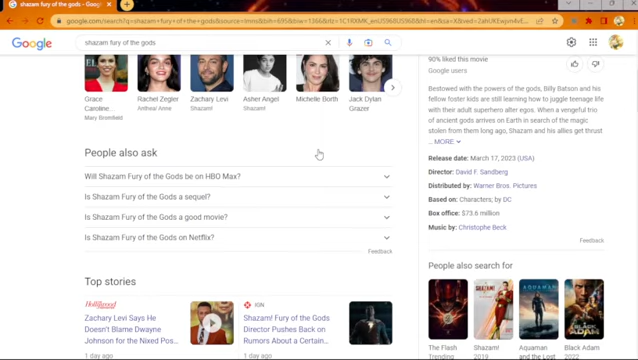 shazam fury of the gods
google.com/search?q=shazam+fury+of+the+gods&source=
Google
shazam fury of the gods
Grace
Caroline...
Mary Bromfield
Rachel Zegler
Anthea/ Anne
Zachary Levi
Shazam!
Asher Angel
Shazam!
Michelle Borth
Jack Dylan
Grazer
People also ask
Will Shazam Fury of the Gods be on HBO Max?
Is Shazam Fury of the Gods a sequel?
Is Shazam Fury of the Gods a good movie?
Is Shazam Fury of the Gods on Netflix?
Feedback
Top stories
Hollywood
Zachary Levi Says He
Doesn't Blame Dwayne
Johnson for the Nixed Pos...
1 day ago
IGN
Shazam! Fury of the Gods
Director Pushes Back on
Rumors About a Certain...
1 day ago
90% liked this movie
Google users
Bestowed with the powers of the gods, Billy Batson and his
fellow foster kids are still learning how to juggle teenage life
with their adult superhero alter egos. When a vengeful trio
of ancient gods arrives on Earth in search of the magic
stolen from them long ago, Shazam and his allies get thrust
... MORE
Release date: March 17, 2023 (USA)
Director: David F. Sandberg
Distributed by: Warner Bros. Pictures
Based on: Characters; by DC
Box office: $73.6 million
Music by: Christophe Beck
Feedback
People also search for
The Flash
Trending
SHAZAM!
Shazam!
2019
AQUAMAN
Aquaman
and the Lost
BLACK
ADAM
Black Adam
2022